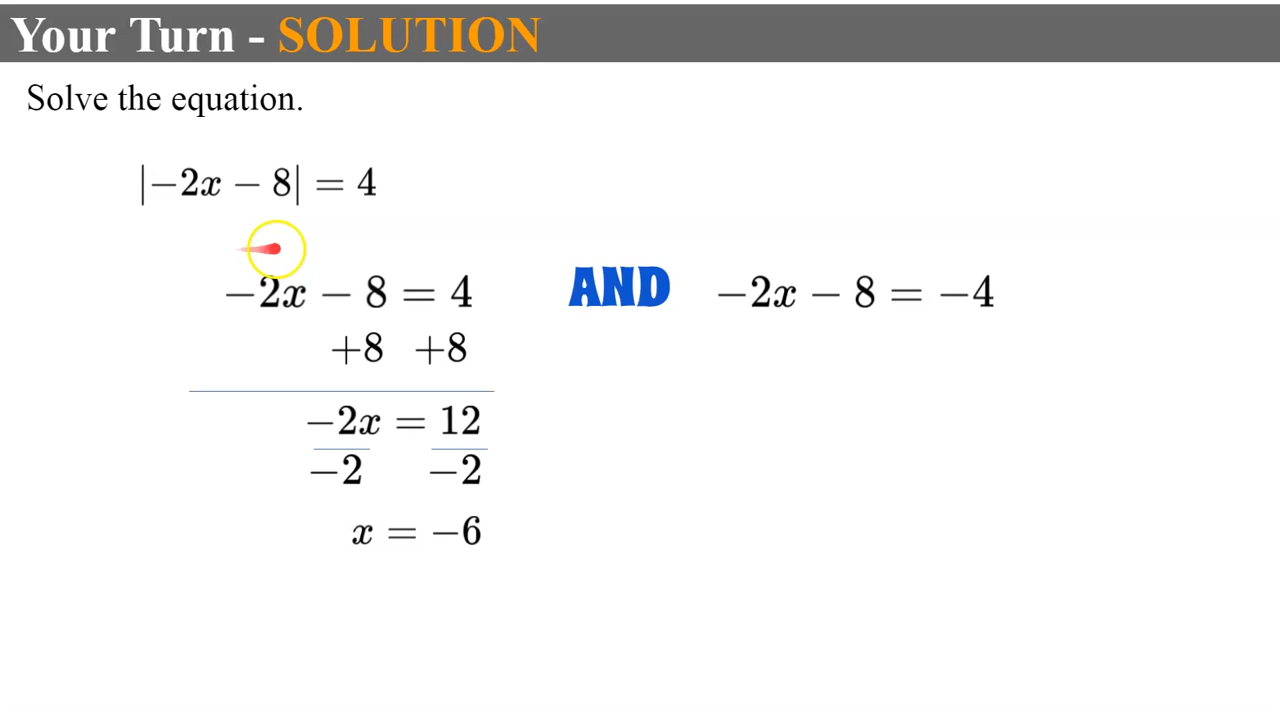 Your Turn - SOLUTION
Solve the equation.
|−2x − 8| = 4
−2x − 8 = 4 AND −2x − 8 = −4
+8 +8
−2x = 12
−2 −2
x = −6